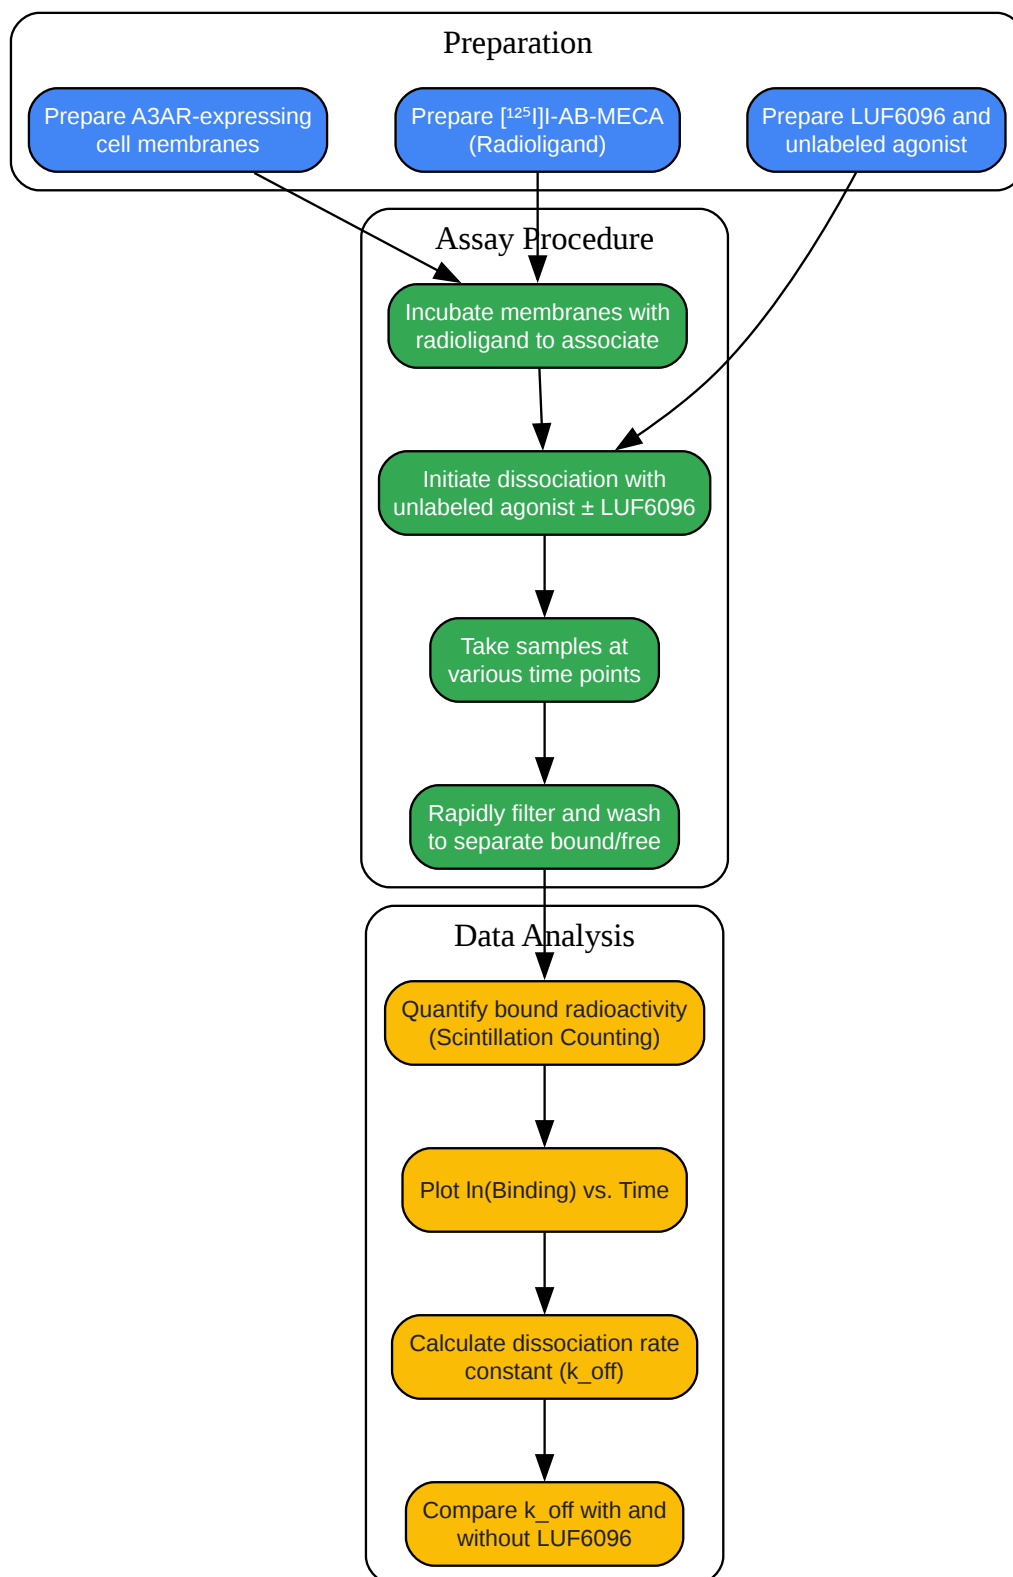 Preparation
Prepare A3AR-expressing
cell membranes
Prepare [¹²⁵I]I-AB-MECA
(Radioligand)
Prepare LUF6096 and
unlabeled agonist
Assay Procedure
Incubate membranes with
radioligand to associate
Initiate dissociation with
unlabeled agonist ± LUF6096
Take samples at
various time points
Rapidly filter and wash
to separate bound/free
Data Analysis
Quantify bound radioactivity
(Scintillation Counting)
Plot ln(Binding) vs. Time
Calculate dissociation rate
constant (k_off)
Compare k_off with and
without LUF6096